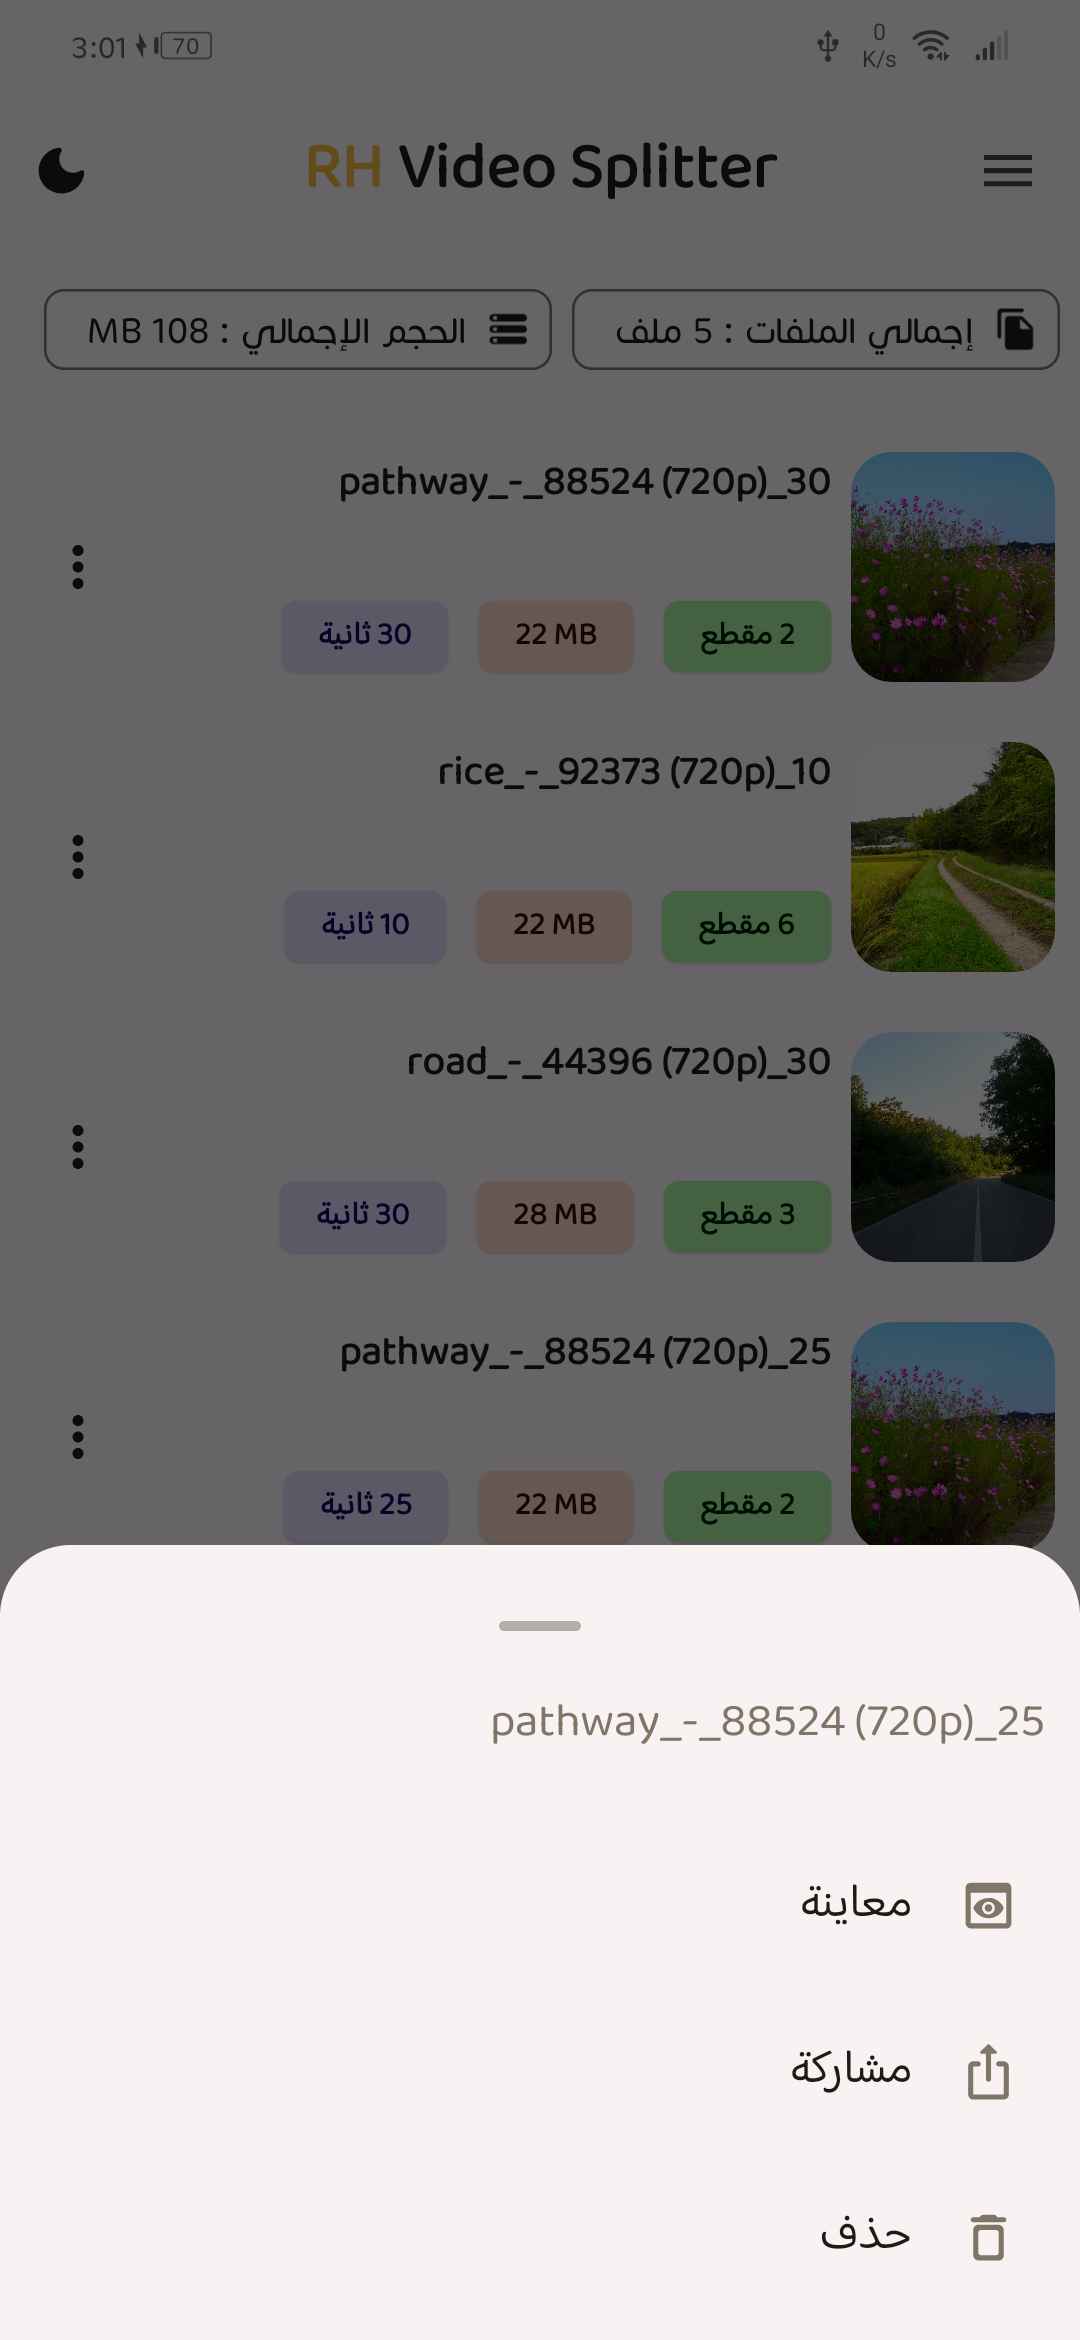 3:01 70 0 K/s
RH Video Splitter
إجمالي الملفات : 5 ملف
الحجم الإجمالي : 108 MB
pathway_-_88524 (720p)_30
2 مقطع 22 MB 30 ثانية
rice_-_92373 (720p)_10
6 مقطع 22 MB 10 ثانية
road_-_44396 (720p)_30
3 مقطع 28 MB 30 ثانية
pathway_-_88524 (720p)_25
2 مقطع 22 MB 25 ثانية
pathway_-_88524 (720p)_25
معاينة
مشاركة
حذف